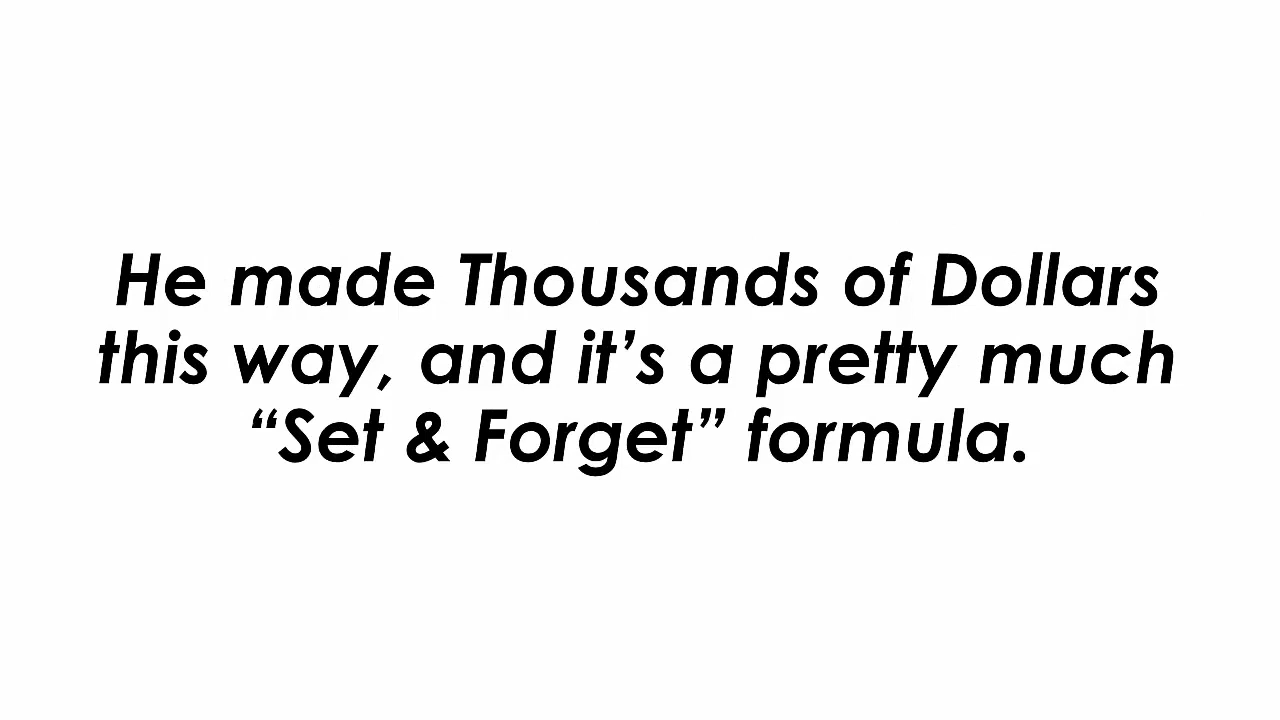 He made Thousands of Dollars
this way, and it’s a pretty much
“Set & Forget” formula.